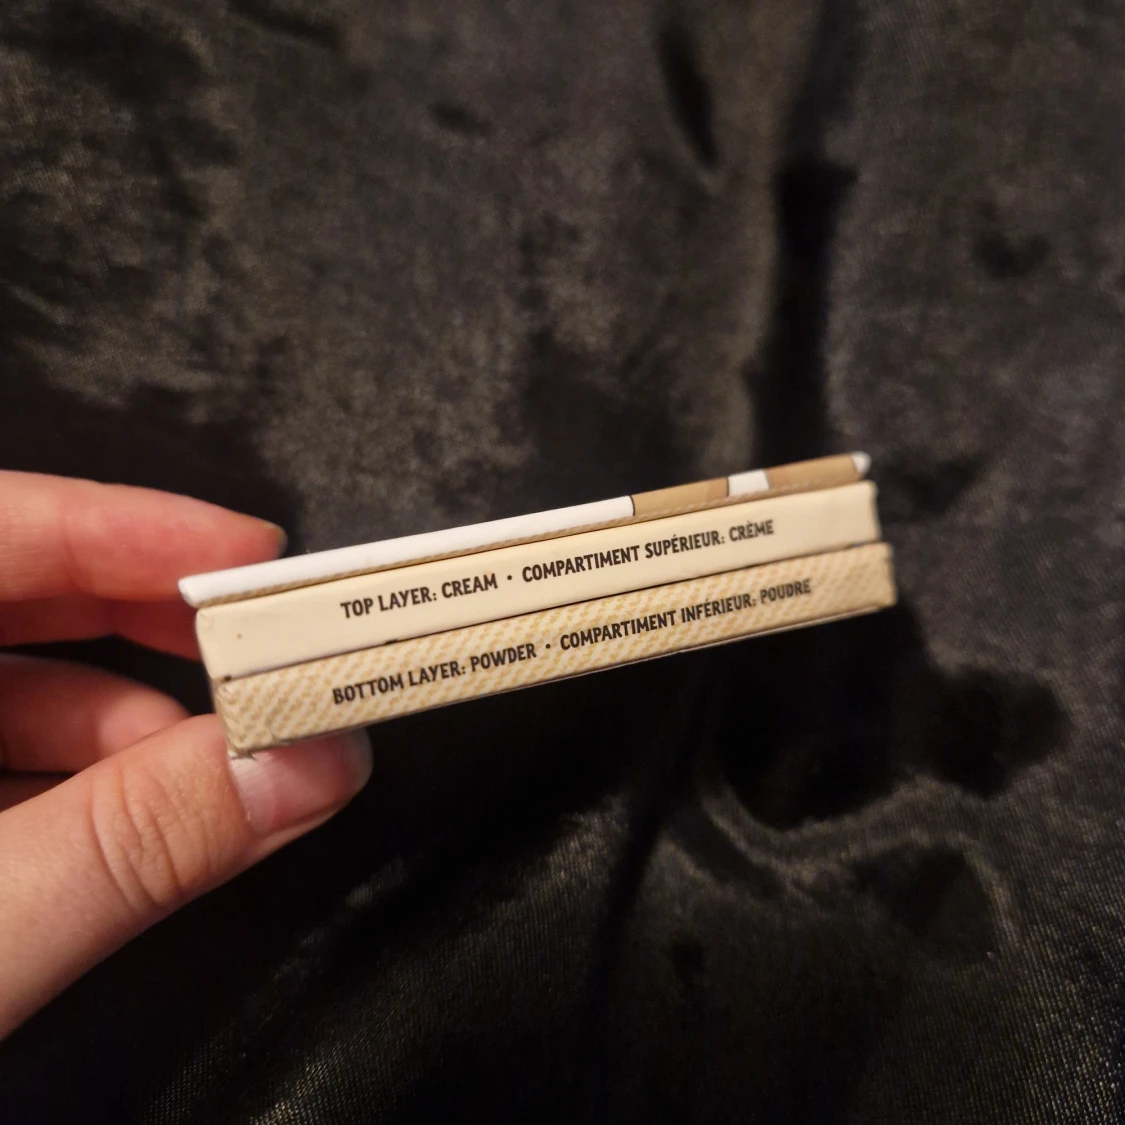 TOP LAYER: CREAM • COMPARTIMENT SUPÉRIEUR: CRÈME
BOTTOM LAYER: POWDER • COMPARTIMENT INFÉRIEUR: POUDRE